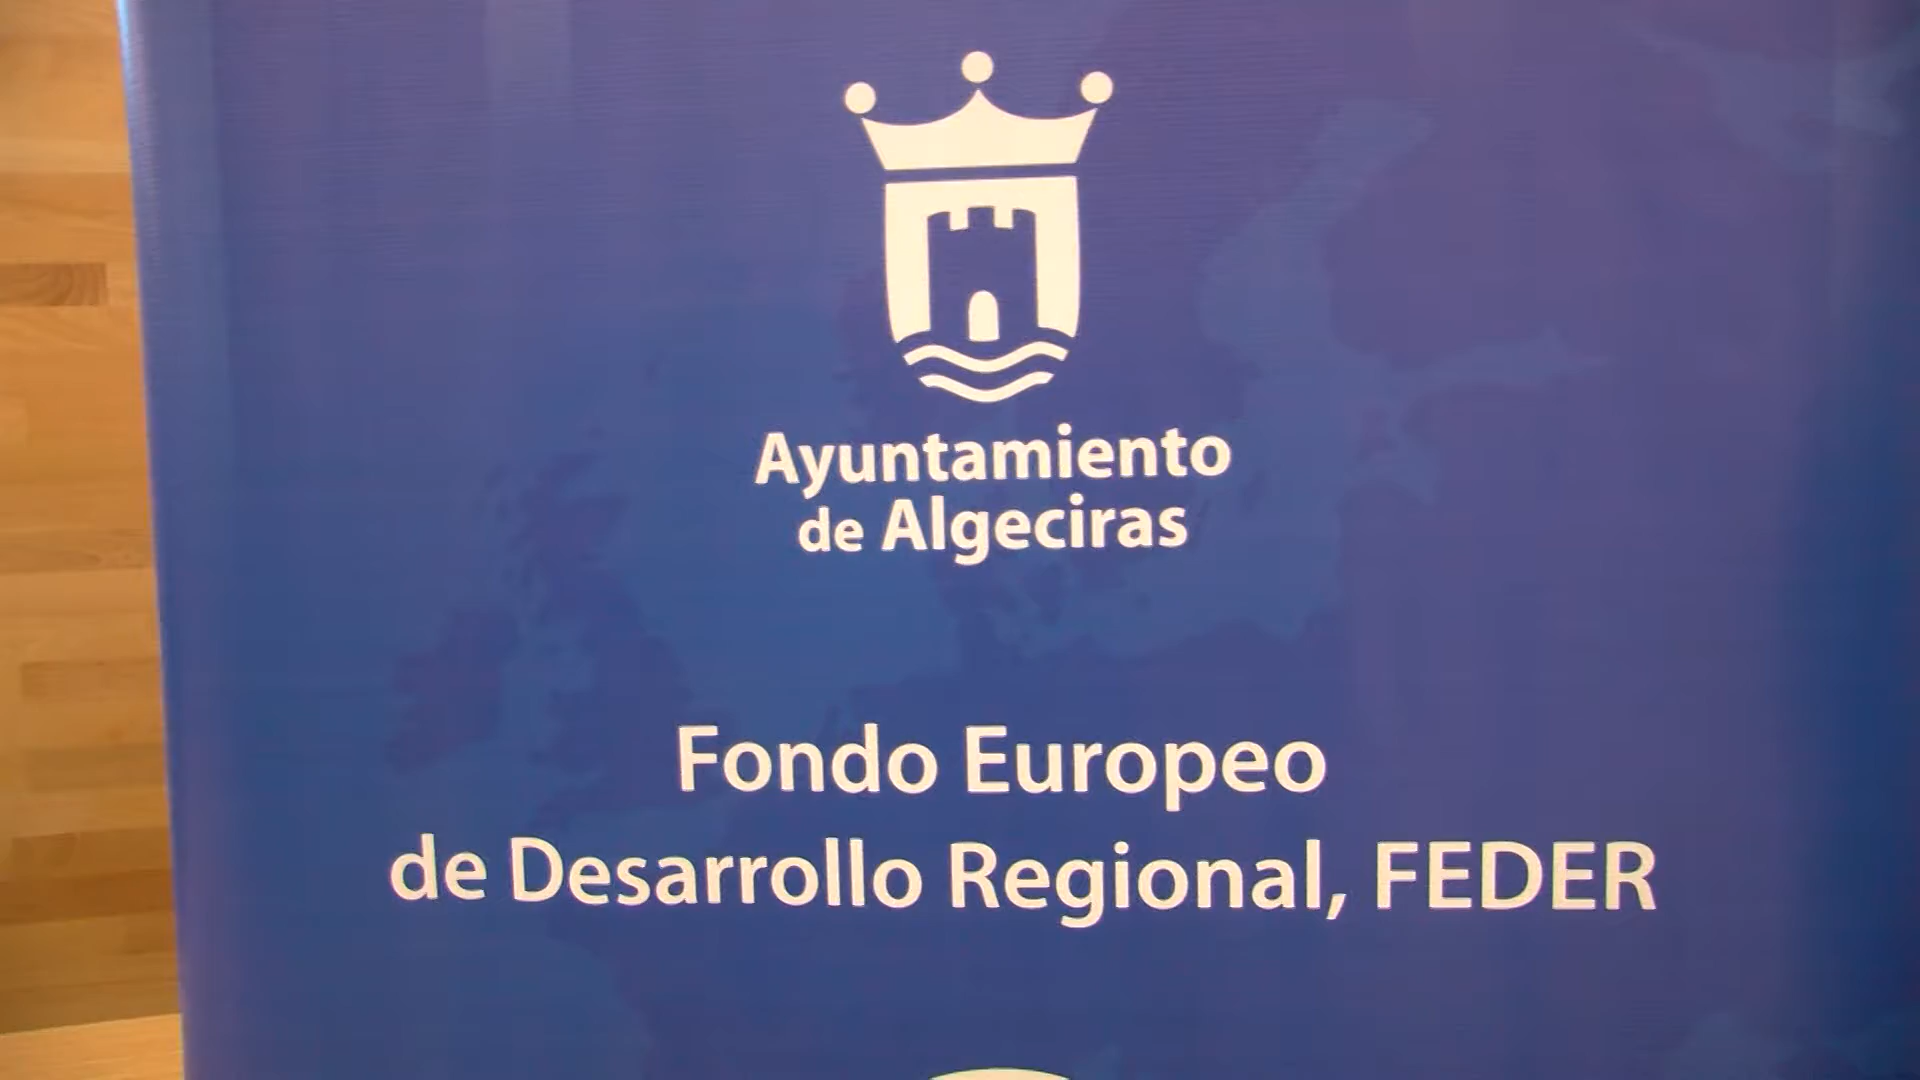 Ayuntamiento
de Algeciras
Fondo Europeo
de Desarrollo Regional, FEDER